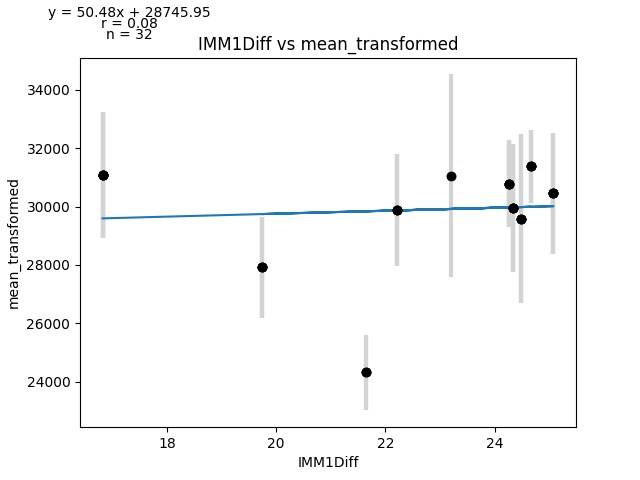 y = 50.48x + 28745.95
r = 0.08
n = 32
IMM1Diff vs mean_transformed
34000
32000
30000
28000
26000
24000
mean_transformed
18
20
22
24
IMM1Diff